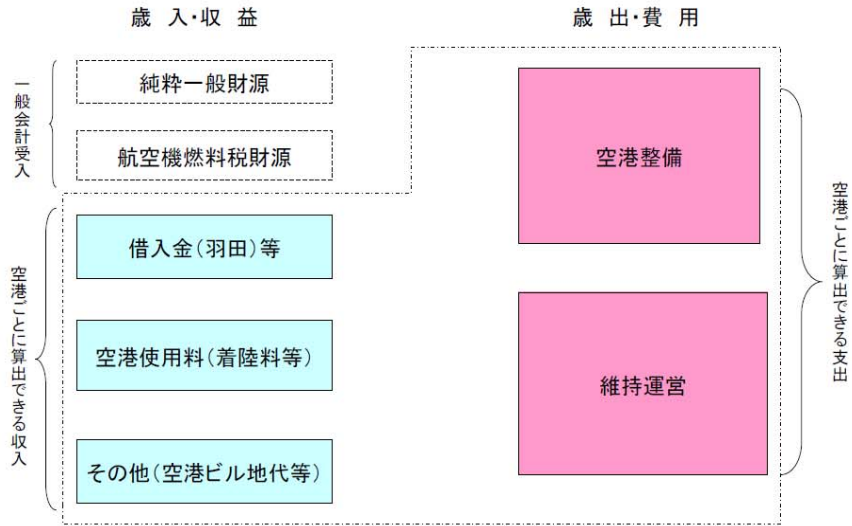 歳 入・収 益
歳 出・費 用
一般会計受入
純粋一般財源
航空機燃料税財源
空港ごとに算出できる収入
借入金(羽田)等
空港使用料(着陸料等)
その他(空港ビル地代等)
空港整備
維持運営
空港ごとに算出できる支出